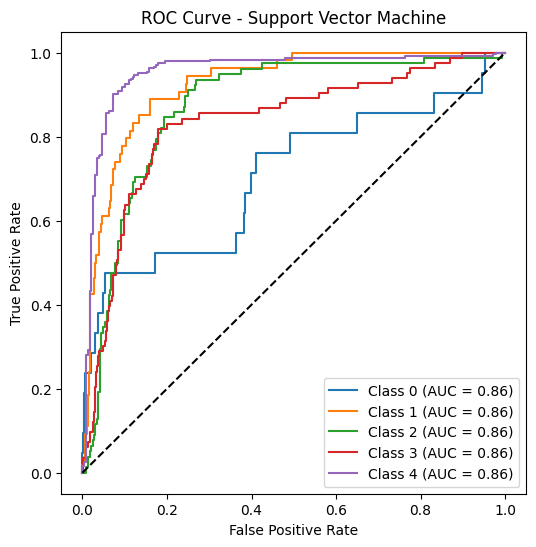 ROC Curve - Support Vector Machine
True Positive Rate
1.0
0.8
0.6
0.4
0.2
0.0
Class 0 (AUC = 0.86)
Class 1 (AUC = 0.86)
Class 2 (AUC = 0.86)
Class 3 (AUC = 0.86)
Class 4 (AUC = 0.86)
0.0 0.2 0.4 0.6 0.8 1.0
False Positive Rate